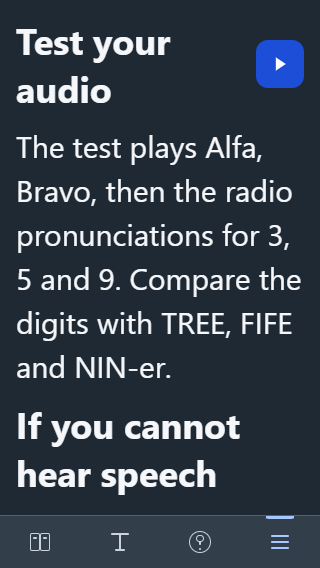 Test your
audio
The test plays Alfa,
Bravo, then the radio
pronunciations for 3,
5 and 9. Compare the
digits with TREE, FIFE
and NIN-er.
If you cannot
hear speech